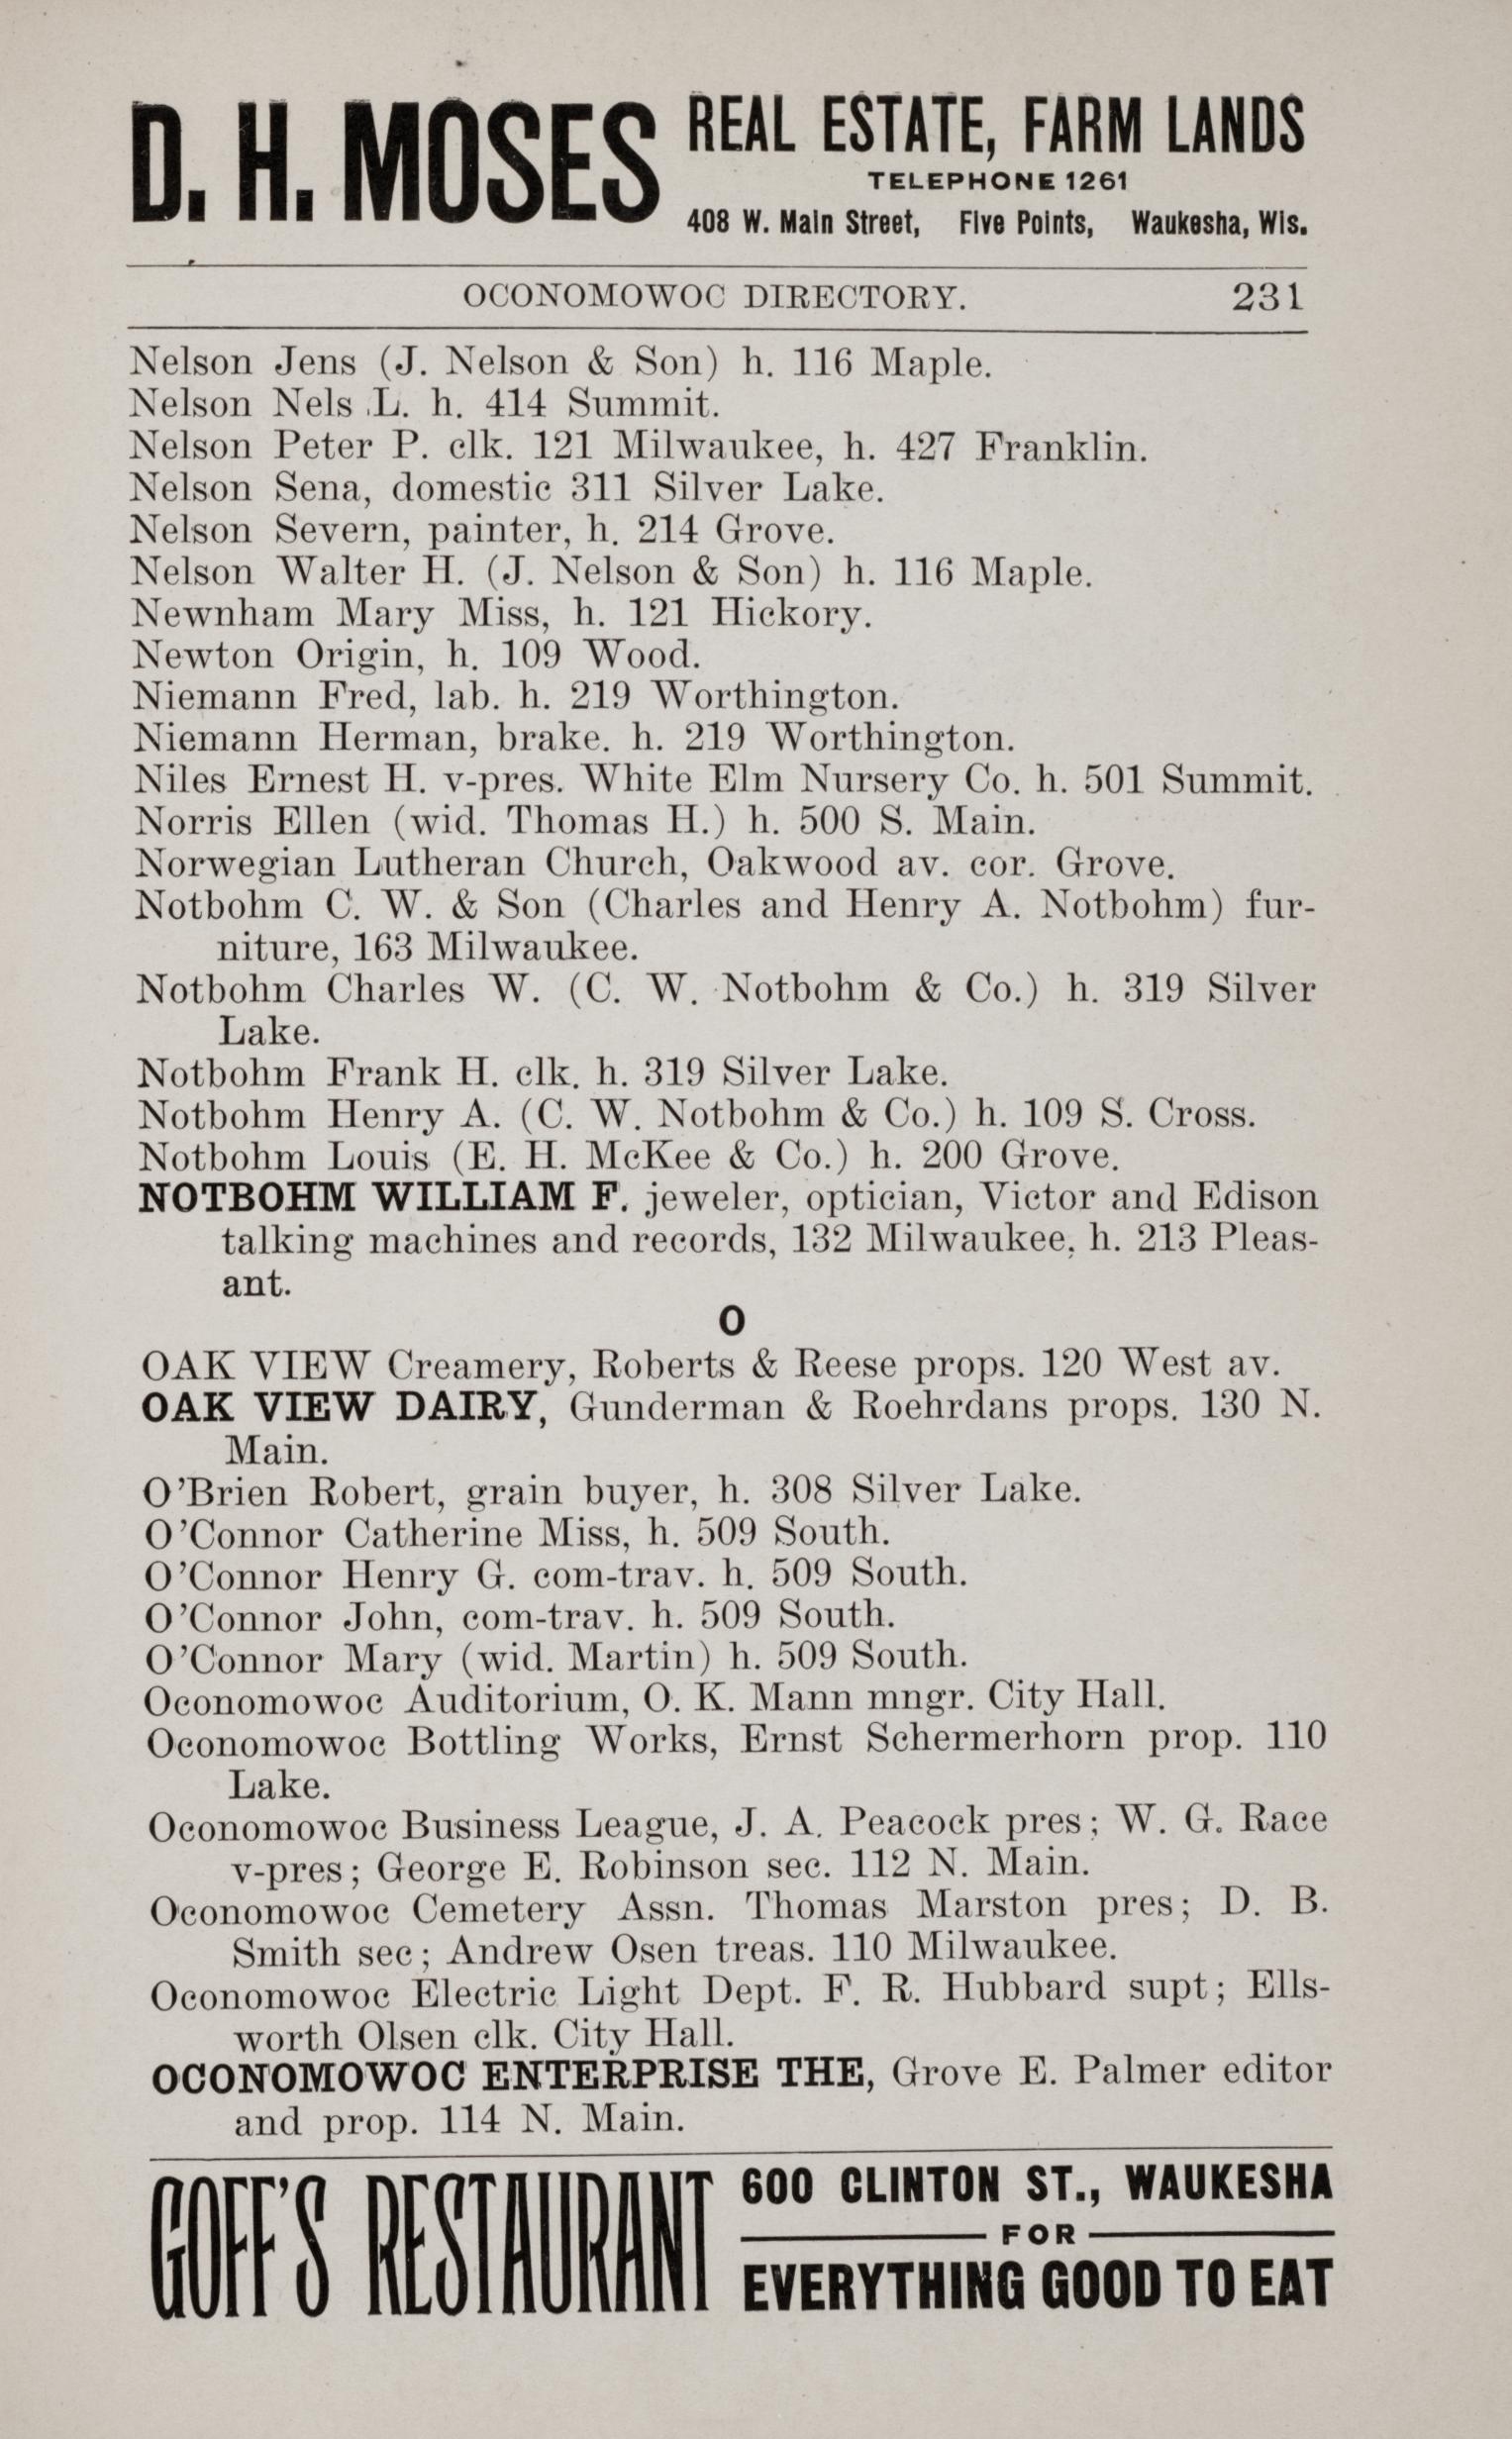 D. H. MOSES REAL ESTATE, FARM LANDS
TELEPHONE 1261
408 W. Main Street, Five Points, Waukesha, Wis.
OCONOMOWOC DIRECTORY. 231
Nelson Jens (J. Nelson & Son) h. 116 Maple.
Nelson Nels L. h. 414 Summit.
Nelson Peter P. clk. 121 Milwaukee, h. 427 Franklin.
Nelson Sena, domestic 311 Silver Lake.
Nelson Severn, painter, h. 214 Grove.
Nelson Walter H. (J. Nelson & Son) h. 116 Maple.
Newnham Mary Miss, h. 121 Hickory.
Newton Origin, h. 109 Wood.
Niemann Fred, lab. h. 219 Worthington.
Niemann Herman, brake. h. 219 Worthington.
Niles Ernest H. v-pres. White Elm Nursery Co. h. 501 Summit.
Norris Ellen (wid. Thomas H.) h. 500 S. Main.
Norwegian Lutheran Church, Oakwood av. cor. Grove.
Notbohm C. W. & Son (Charles and Henry A. Notbohm) fur-
niture, 163 Milwaukee.
Notbohm Charles W. (C. W. Notbohm & Co.) h. 319 Silver
Lake.
Notbohm Frank H. clk. h. 319 Silver Lake.
Notbohm Henry A. (C. W. Notbohm & Co.) h. 109 S. Cross.
Notbohm Louis (E. H. McKee & Co.) h. 200 Grove.
NOTBOHM WILLIAM F. jeweler, optician, Victor and Edison
talking machines and records, 132 Milwaukee, h. 213 Pleas-
ant.
O
OAK VIEW Creamery, Roberts & Reese props. 120 West av.
OAK VIEW DAIRY, Gunderman & Roehrdans props. 130 N.
Main.
O'Brien Robert, grain buyer, h. 308 Silver Lake.
O'Connor Catherine Miss, h. 509 South.
O'Connor Henry G. com-trav. h. 509 South.
O'Connor John, com-trav. h. 509 South.
O'Connor Mary (wid. Martin) h. 509 South.
Oconomowoc Auditorium, O. K. Mann mngr. City Hall.
Oconomowoc Bottling Works, Ernst Schermerhorn prop. 110
Lake.
Oconomowoc Business League, J. A. Peacock pres; W. G. Race
v-pres; George E. Robinson sec. 112 N. Main.
Oconomowoc Cemetery Assn. Thomas Marston pres; D. B.
Smith sec; Andrew Osen treas. 110 Milwaukee.
Oconomowoc Electric Light Dept. F. R. Hubbard supt; Ells-
worth Olsen clk. City Hall.
OCONOMOWOC ENTERPRISE THE, Grove E. Palmer editor
and prop. 114 N. Main.
GOFF'S RESTAURANT 600 CLINTON ST., WAUKESHA
FOR
EVERYTHING GOOD TO EAT